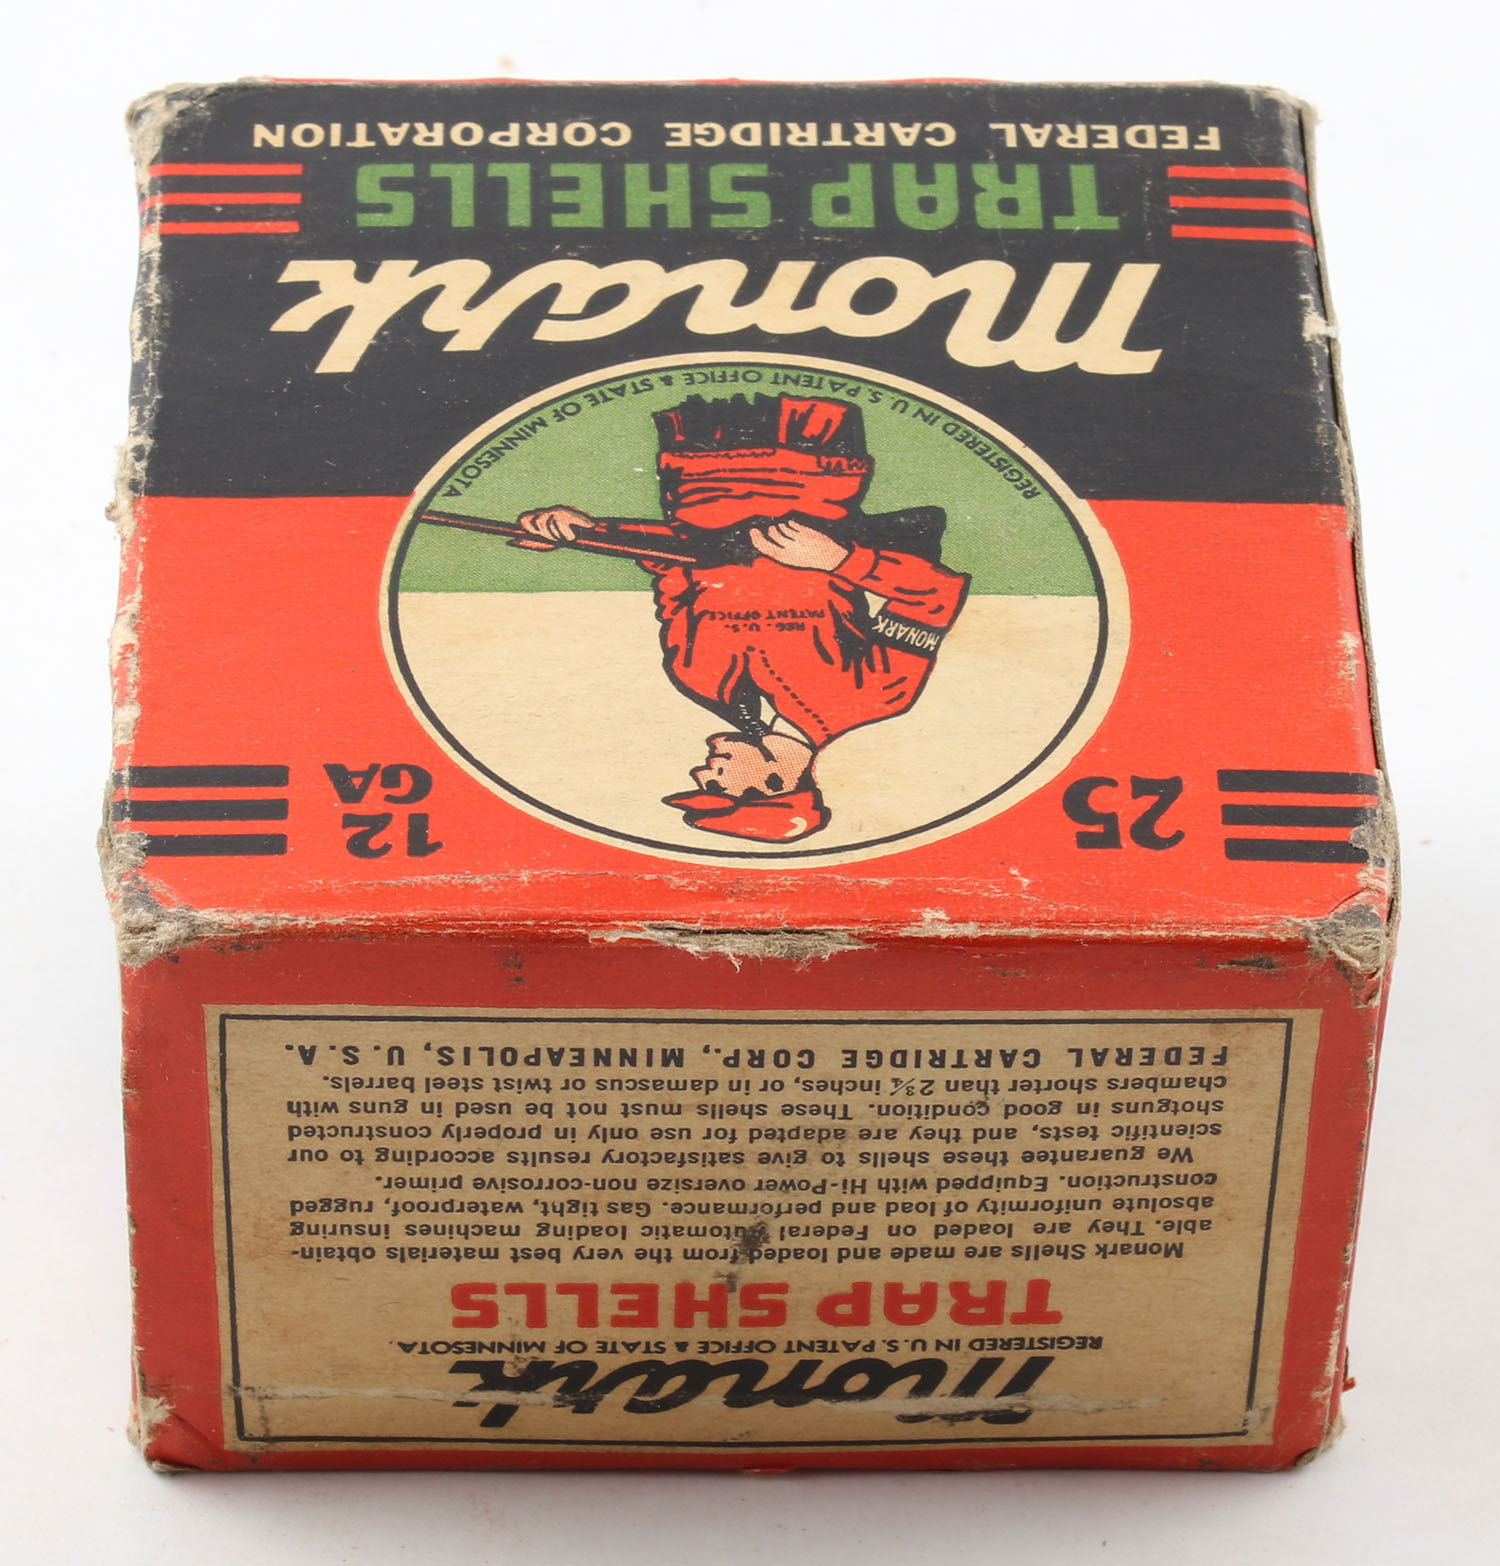 25
12
GA
MONARK
REG. U.S.
PATENT OFFICE
REGISTERED IN U.S. PATENT OFFICE & STATE OF MINNESOTA
Monark
TRAP SHELLS
FEDERAL CARTRIDGE CORPORATION
Monark
REGISTERED IN U.S. PATENT OFFICE & STATE OF MINNESOTA.
TRAP SHELLS
Monark Shells are made and loaded from the very best materials obtain-
able. They are loaded on Federal Automatic loading machines insuring
absolute uniformity of load and performance. Gas tight, waterproof, rugged
construction. Equipped with Hi-Power oversize non-corrosive primer.
We guarantee these shells to give satisfactory results according to our
scientific tests, and they are adapted for use only in properly constructed
shotguns in good condition. These shells must not be used in guns with
chambers shorter than 2¾ inches, or in damascus or twist steel barrels.
FEDERAL CARTRIDGE CORP., MINNEAPOLIS, U.S.A.